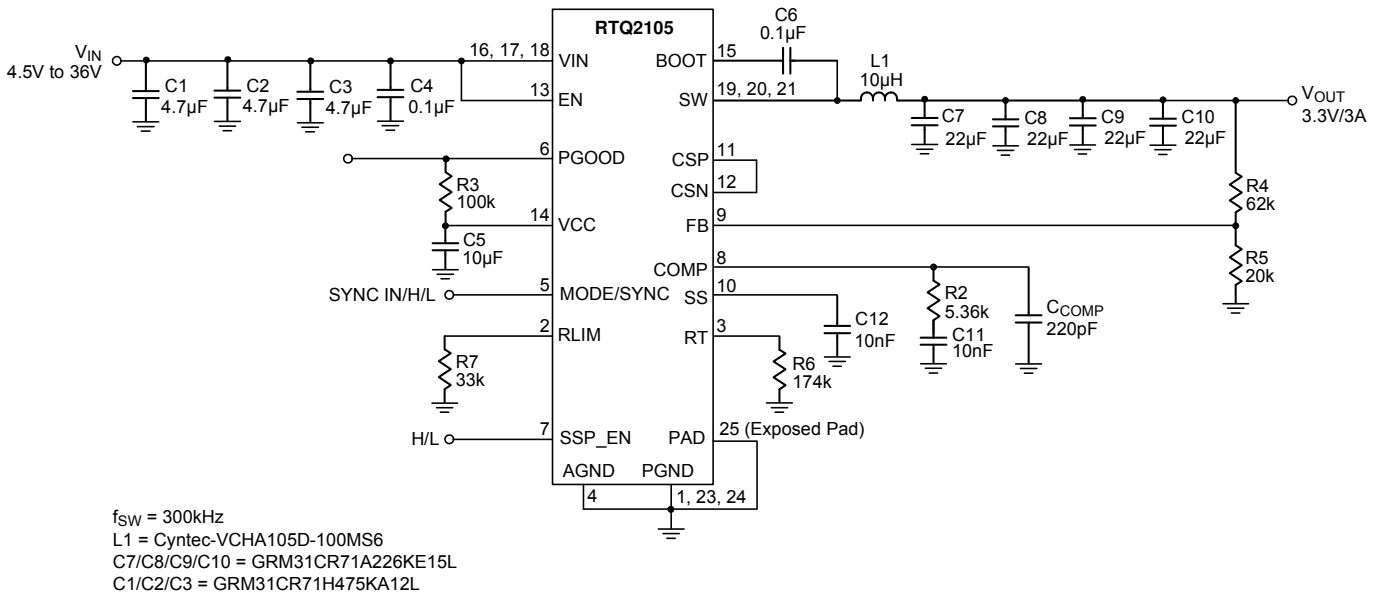 RTQ2105
V_IN
4.5V to 36V
C1
4.7µF
C2
4.7µF
C3
4.7µF
C4
0.1µF
16, 17, 18
VIN
13
EN
6
PGOOD
R3
100k
14
VCC
C5
10µF
SYNC IN/H/L
5
MODE/SYNC
2
RLIM
R7
33k
H/L
7
SSP_EN
AGND
4
PGND
1, 23, 24
PAD
25 (Exposed Pad)
BOOT
15
C6
0.1µF
SW
19, 20, 21
L1
10µH
C7
22µF
C8
22µF
C9
22µF
C10
22µF
V_OUT
3.3V/3A
CSP
11
CSN
12
FB
9
R4
62k
R5
20k
COMP
8
R2
5.36k
C11
10nF
C_COMP
220pF
SS
10
C12
10nF
RT
3
R6
174k
f_SW = 300kHz
L1 = Cyntec-VCHA105D-100MS6
C7/C8/C9/C10 = GRM31CR71A226KE15L
C1/C2/C3 = GRM31CR71H475KA12L